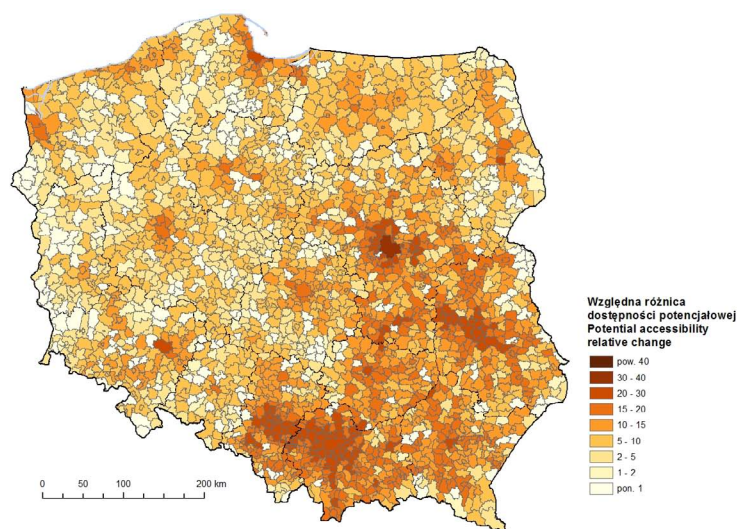 Względna różnica
dostępności potencjałowej
Potential accessibility
relative change
pow. 40
30 - 40
20 - 30
15 - 20
10 - 15
5 - 10
2 - 5
1 - 2
pon. 1
0 50 100 200 km